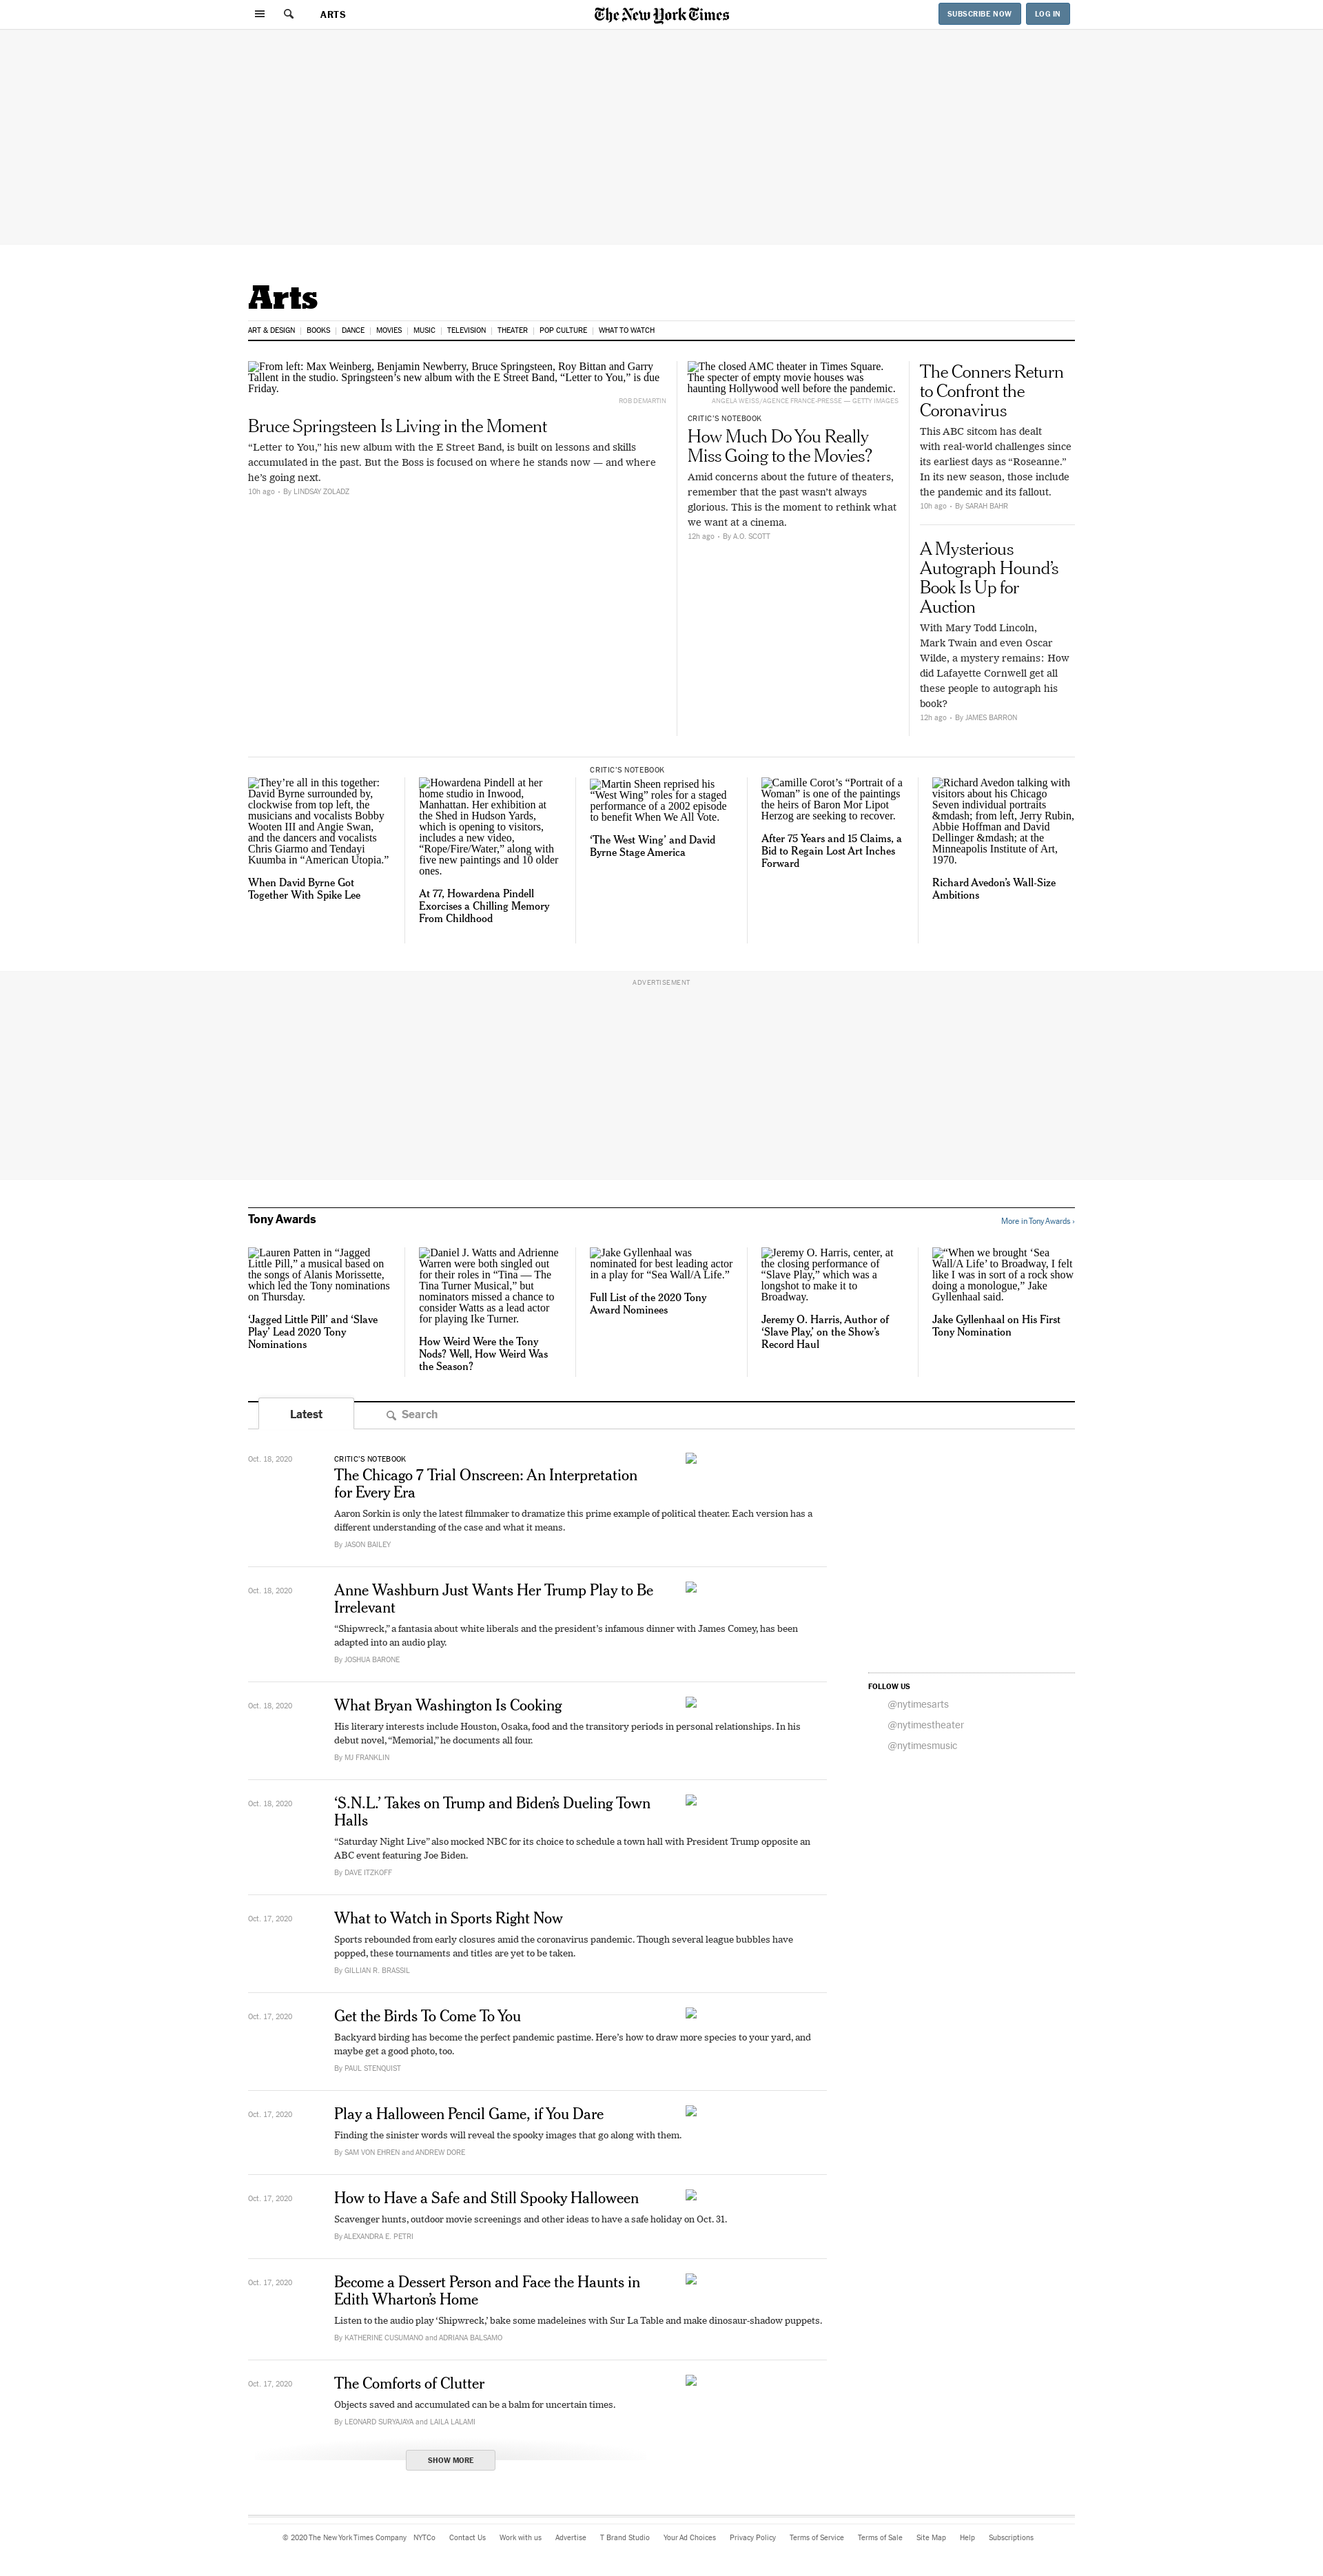 ARTS
The New York Times
SUBSCRIBE NOW
LOG IN
Arts
ART & DESIGN
BOOKS
DANCE
MOVIES
MUSIC
TELEVISION
THEATER
POP CULTURE
WHAT TO WATCH
From left: Max Weinberg, Benjamin Newberry, Bruce Springsteen, Roy Bittan and Garry
Tallent in the studio. Springsteen’s new album with the E Street Band, “Letter to You,” is due
Friday.
ROB DEMARTIN
Bruce Springsteen Is Living in the Moment
“Letter to You,” his new album with the E Street Band, is built on lessons and skills
accumulated in the past. But the Boss is focused on where he stands now — and where
he’s going next.
10h ago • By LINDSAY ZOLADZ
The closed AMC theater in Times Square.
The specter of empty movie houses was
haunting Hollywood well before the pandemic.
ANGELA WEISS/AGENCE FRANCE-PRESSE — GETTY IMAGES
CRITIC’S NOTEBOOK
How Much Do You Really
Miss Going to the Movies?
Amid concerns about the future of theaters,
remember that the past wasn’t always
glorious. This is the moment to rethink what
we want at a cinema.
12h ago • By A.O. SCOTT
The Conners Return
to Confront the
Coronavirus
This ABC sitcom has dealt
with real-world challenges since
its earliest days as “Roseanne.”
In its new season, those include
the pandemic and its fallout.
10h ago • By SARAH BAHR
A Mysterious
Autograph Hound’s
Book Is Up for
Auction
With Mary Todd Lincoln,
Mark Twain and even Oscar
Wilde, a mystery remains: How
did Lafayette Cornwell get all
these people to autograph his
book?
12h ago • By JAMES BARRON
They’re all in this together:
David Byrne surrounded by,
clockwise from top left, the
musicians and vocalists Bobby
Wooten III and Angie Swan,
and the dancers and vocalists
Chris Giarmo and Tendayi
Kuumba in “American Utopia.”
When David Byrne Got
Together With Spike Lee
Howardena Pindell at her
home studio in Inwood,
Manhattan. Her exhibition at
the Shed in Hudson Yards,
which is opening to visitors,
includes a new video,
“Rope/Fire/Water,” along with
five new paintings and 10 older
ones.
At 77, Howardena Pindell
Exorcises a Chilling Memory
From Childhood
CRITIC’S NOTEBOOK
Martin Sheen reprised his
“West Wing” roles for a staged
performance of a 2002 episode
to benefit When We All Vote.
‘The West Wing’ and David
Byrne Stage America
Camille Corot’s “Portrait of a
Woman” is one of the paintings
the heirs of Baron Mor Lipot
Herzog are seeking to recover.
After 75 Years and 15 Claims, a
Bid to Regain Lost Art Inches
Forward
Richard Avedon talking with
visitors about his Chicago
Seven individual portraits
&mdash; from left, Jerry Rubin,
Abbie Hoffman and David
Dellinger &mdash; at the
Minneapolis Institute of Art,
1970.
Richard Avedon’s Wall-Size
Ambitions
ADVERTISEMENT
Tony Awards
More in Tony Awards ›
Lauren Patten in “Jagged
Little Pill,” a musical based on
the songs of Alanis Morissette,
which led the Tony nominations
on Thursday.
‘Jagged Little Pill’ and ‘Slave
Play’ Lead 2020 Tony
Nominations
Daniel J. Watts and Adrienne
Warren were both singled out
for their roles in “Tina — The
Tina Turner Musical,” but
nominators missed a chance to
consider Watts as a lead actor
for playing Ike Turner.
How Weird Were the Tony
Nods? Well, How Weird Was
the Season?
Jake Gyllenhaal was
nominated for best leading actor
in a play for “Sea Wall/A Life.”
Full List of the 2020 Tony
Award Nominees
Jeremy O. Harris, center, at
the closing performance of
“Slave Play,” which was a
longshot to make it to
Broadway.
Jeremy O. Harris, Author of
‘Slave Play,’ on the Show’s
Record Haul
“When we brought ‘Sea
Wall/A Life’ to Broadway, I felt
like I was in sort of a rock show
doing a monologue,” Jake
Gyllenhaal said.
Jake Gyllenhaal on His First
Tony Nomination
Latest
Search
Oct. 18, 2020
CRITIC’S NOTEBOOK
The Chicago 7 Trial Onscreen: An Interpretation
for Every Era
Aaron Sorkin is only the latest filmmaker to dramatize this prime example of political theater. Each version has a
different understanding of the case and what it means.
By JASON BAILEY
Oct. 18, 2020
Anne Washburn Just Wants Her Trump Play to Be
Irrelevant
“Shipwreck,” a fantasia about white liberals and the president’s infamous dinner with James Comey, has been
adapted into an audio play.
By JOSHUA BARONE
Oct. 18, 2020
What Bryan Washington Is Cooking
His literary interests include Houston, Osaka, food and the transitory periods in personal relationships. In his
debut novel, “Memorial,” he documents all four.
By MJ FRANKLIN
Oct. 18, 2020
‘S.N.L.’ Takes on Trump and Biden’s Dueling Town
Halls
“Saturday Night Live” also mocked NBC for its choice to schedule a town hall with President Trump opposite an
ABC event featuring Joe Biden.
By DAVE ITZKOFF
Oct. 17, 2020
What to Watch in Sports Right Now
Sports rebounded from early closures amid the coronavirus pandemic. Though several league bubbles have
popped, these tournaments and titles are yet to be taken.
By GILLIAN R. BRASSIL
Oct. 17, 2020
Get the Birds To Come To You
Backyard birding has become the perfect pandemic pastime. Here’s how to draw more species to your yard, and
maybe get a good photo, too.
By PAUL STENQUIST
Oct. 17, 2020
Play a Halloween Pencil Game, if You Dare
Finding the sinister words will reveal the spooky images that go along with them.
By SAM VON EHREN and ANDREW DORE
Oct. 17, 2020
How to Have a Safe and Still Spooky Halloween
Scavenger hunts, outdoor movie screenings and other ideas to have a safe holiday on Oct. 31.
By ALEXANDRA E. PETRI
Oct. 17, 2020
Become a Dessert Person and Face the Haunts in
Edith Wharton’s Home
Listen to the audio play ‘Shipwreck,’ bake some madeleines with Sur La Table and make dinosaur-shadow puppets.
By KATHERINE CUSUMANO and ADRIANA BALSAMO
Oct. 17, 2020
The Comforts of Clutter
Objects saved and accumulated can be a balm for uncertain times.
By LEONARD SURYAJAYA and LAILA LALAMI
SHOW MORE
FOLLOW US
@nytimesarts
@nytimestheater
@nytimesmusic
© 2020 The New York Times Company
NYTCo
Contact Us
Work with us
Advertise
T Brand Studio
Your Ad Choices
Privacy Policy
Terms of Service
Terms of Sale
Site Map
Help
Subscriptions